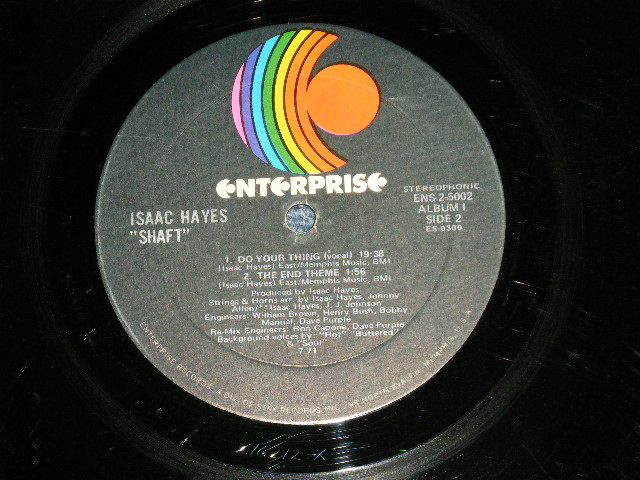 ENTERPRISE
ISAAC HAYES
"SHAFT"
STEREOPHONIC
ENS-2-5002
ALBUM I
SIDE 2
ES-0300
1. DO YOUR THING (vocal) 19:38
(Isaac Hayes) East/Memphis Music, BMI
2. THE END THEME 1:56
(Isaac Hayes) East/Memphis Music, BMI
Produced by Isaac Hayes
Strings & Horns arr. by Isaac Hayes, Johnny
Allen/**Isaac Hayes, J. J. Johnson
Engineers: William Brown, Henry Bush, Bobby
Manuel, Dave Purple
Re-Mix Engineers: Ron Capone, Dave Purple
Background voices by: "Hot" "Buttered"
& "Soul"
7-71
ENTERPRISE RECORDS, A DIV. OF STAX RECORDS, INC., 98 NORTH AVALON, MEMPHIS, U.S.A.